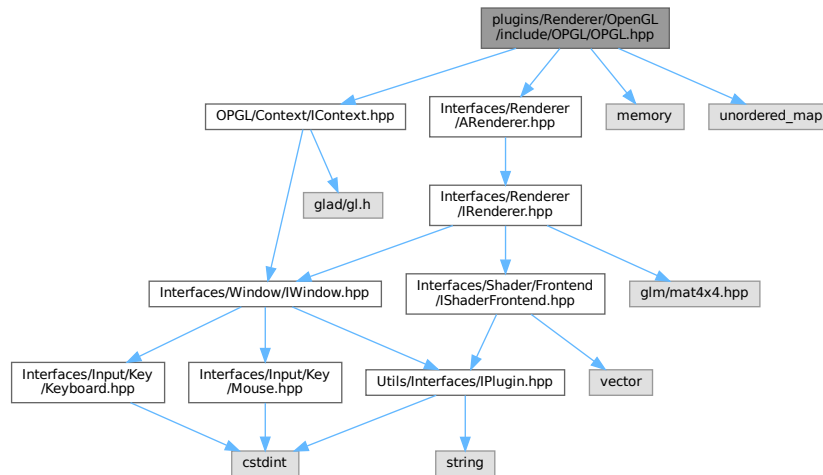 plugins/Renderer/OpenGL
/include/OPGL/OPGL.hpp
OPGL/Context/IContext.hpp
Interfaces/Renderer
/ARenderer.hpp
memory
unordered_map
glad/gl.h
Interfaces/Renderer
/IRenderer.hpp
Interfaces/Window/IWindow.hpp
Interfaces/Shader/Frontend
/IShaderFrontend.hpp
glm/mat4x4.hpp
Interfaces/Input/Key
/Keyboard.hpp
Interfaces/Input/Key
/Mouse.hpp
Utils/Interfaces/IPlugin.hpp
vector
cstdint
string